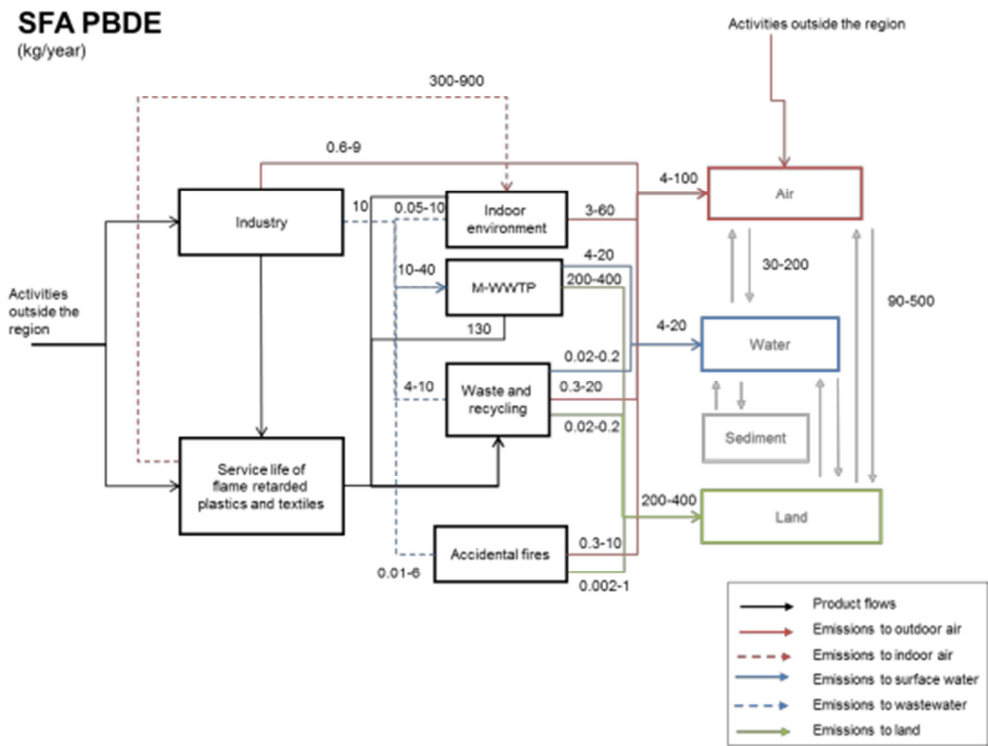 SFA PBDE
(kg/year)
Activities outside the region
300-900
0.6-9
4-100
Air
Industry
10
0.05-10
Indoor
environment
3-60
4-20
10-40
M-WWTP
200-400
30-200
90-500
Activities
outside the
region
130
4-20
Water
0.02-0.2
4-10
Waste and
recycling
0.3-20
0.02-0.2
Sediment
Service life of
flame retarded
plastics and textiles
200-400
Land
Accidental fires
0.3-10
0.01-6
0.002-1
Product flows
Emissions to outdoor air
Emissions to indoor air
Emissions to surface water
Emissions to wastewater
Emissions to land